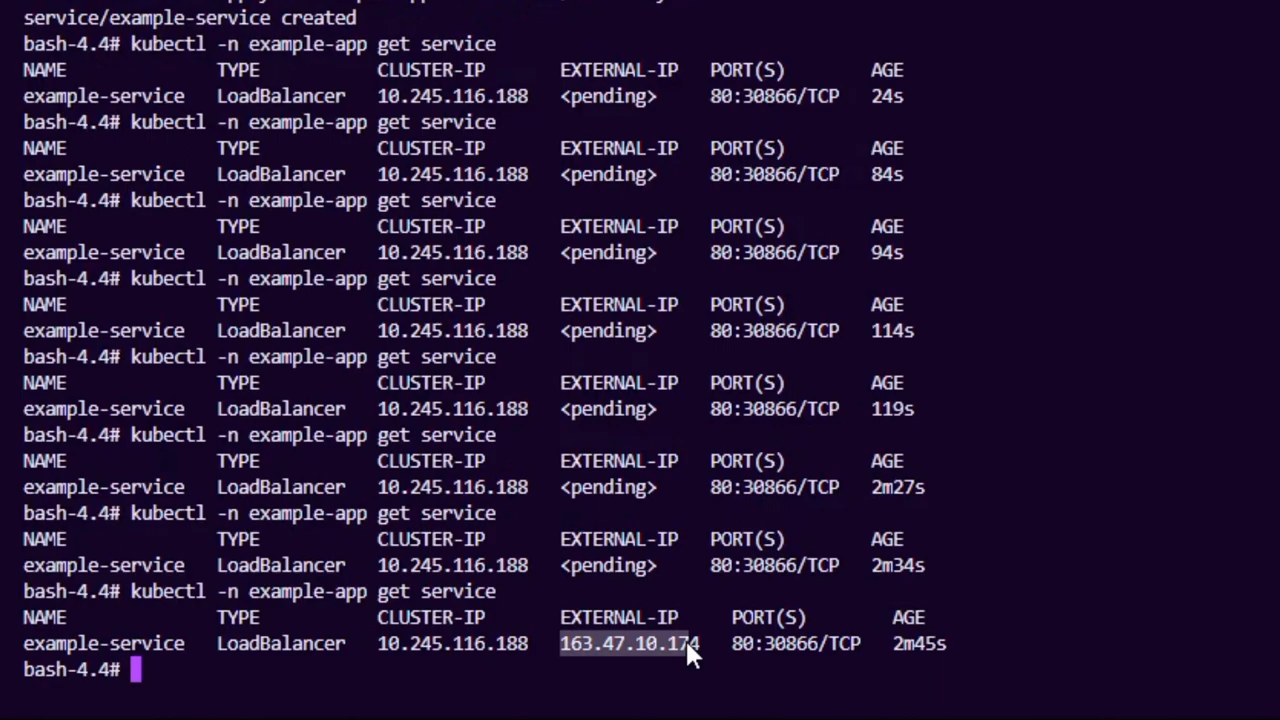 service/example-service created
bash-4.4# kubectl -n example-app get service
NAME TYPE CLUSTER-IP EXTERNAL-IP PORT(S) AGE
example-service LoadBalancer 10.245.116.188 <pending> 80:30866/TCP 24s
bash-4.4# kubectl -n example-app get service
NAME TYPE CLUSTER-IP EXTERNAL-IP PORT(S) AGE
example-service LoadBalancer 10.245.116.188 <pending> 80:30866/TCP 84s
bash-4.4# kubectl -n example-app get service
NAME TYPE CLUSTER-IP EXTERNAL-IP PORT(S) AGE
example-service LoadBalancer 10.245.116.188 <pending> 80:30866/TCP 94s
bash-4.4# kubectl -n example-app get service
NAME TYPE CLUSTER-IP EXTERNAL-IP PORT(S) AGE
example-service LoadBalancer 10.245.116.188 <pending> 80:30866/TCP 114s
bash-4.4# kubectl -n example-app get service
NAME TYPE CLUSTER-IP EXTERNAL-IP PORT(S) AGE
example-service LoadBalancer 10.245.116.188 <pending> 80:30866/TCP 119s
bash-4.4# kubectl -n example-app get service
NAME TYPE CLUSTER-IP EXTERNAL-IP PORT(S) AGE
example-service LoadBalancer 10.245.116.188 <pending> 80:30866/TCP 2m27s
bash-4.4# kubectl -n example-app get service
NAME TYPE CLUSTER-IP EXTERNAL-IP PORT(S) AGE
example-service LoadBalancer 10.245.116.188 <pending> 80:30866/TCP 2m34s
bash-4.4# kubectl -n example-app get service
NAME TYPE CLUSTER-IP EXTERNAL-IP PORT(S) AGE
example-service LoadBalancer 10.245.116.188 163.47.10.174 80:30866/TCP 2m45s
bash-4.4#